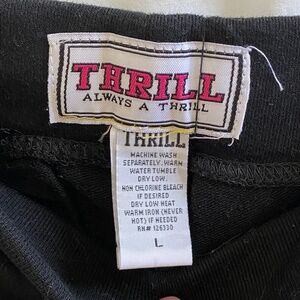 THRILL
ALWAYS A THRILL
THRILL
MACHINE WASH
SEPARATELY. WARM
WATER TUMBLE
DRY LOW.
NON CHLORINE BLEACH
IF DESIRED
DRY LOW HEAT
WARM IRON (NEVER
HOT) IF NEEDED
RN# 126330
L